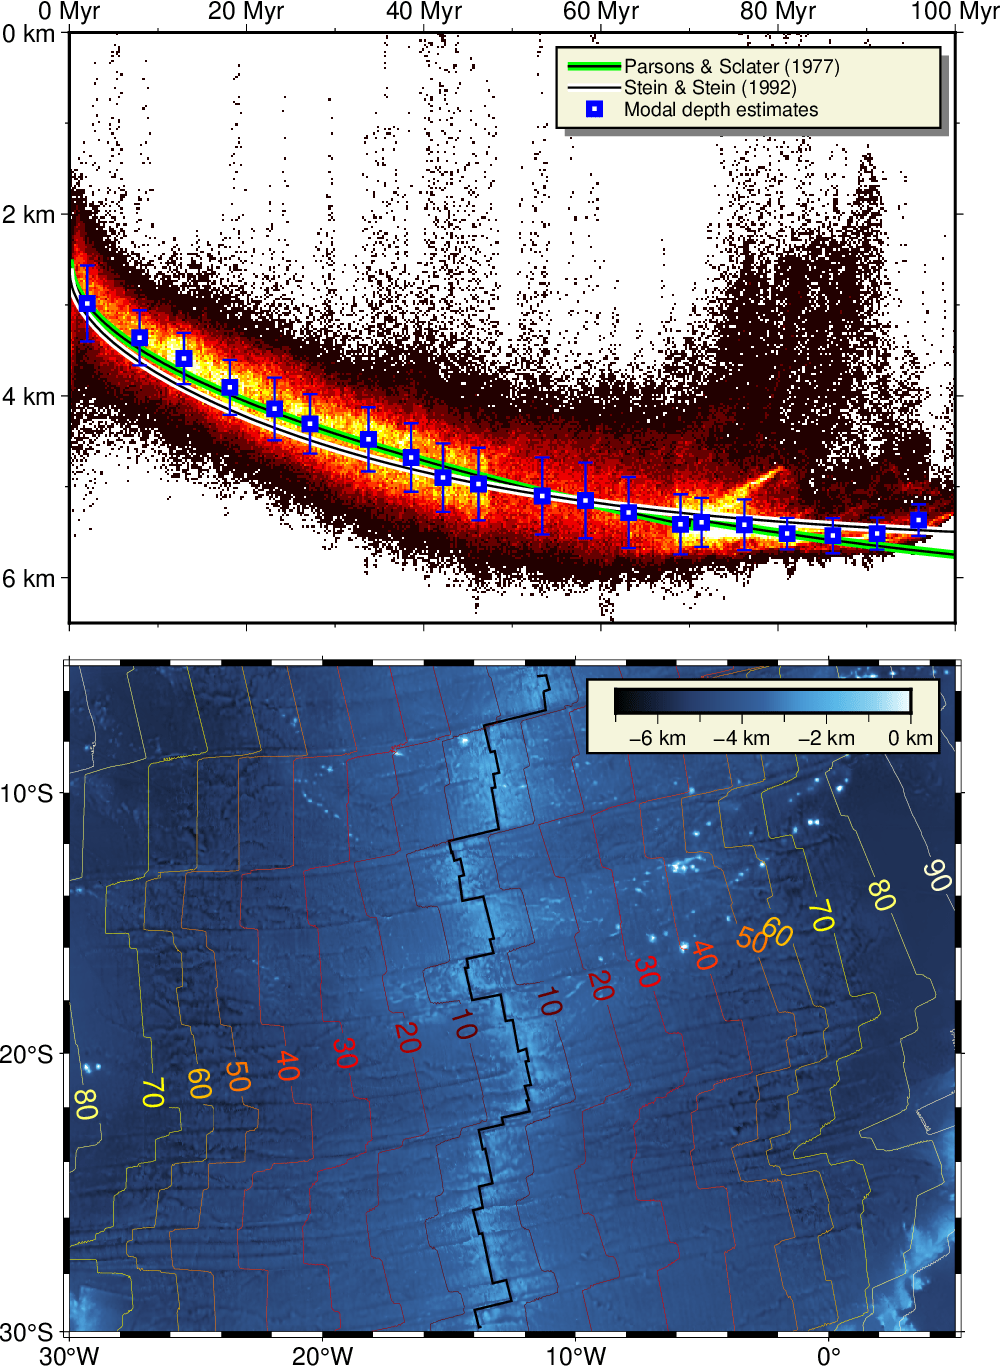 0 Myr 20 Myr 40 Myr 60 Myr 80 Myr 100 Myr
0 km
Parsons & Sclater (1977)
Stein & Stein (1992)
Modal depth estimates
2 km
4 km
6 km
−6 km −4 km −2 km 0 km
10°S
90
80
70
60
50
40
30
20
10
10
20
30
40
50
60
70
80
20°S
30°S
30°W 20°W 10°W 0°